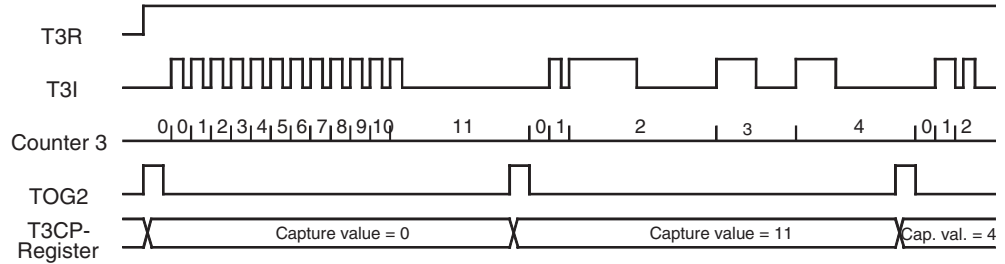 T3R
T3I
Counter 3
0 0 1 2 3 4 5 6 7 8 9 10 11 0 1 2 3 4 0 1 2
TOG2
T3CP-
Register
Capture value = 0 Capture value = 11 Cap. val. = 4